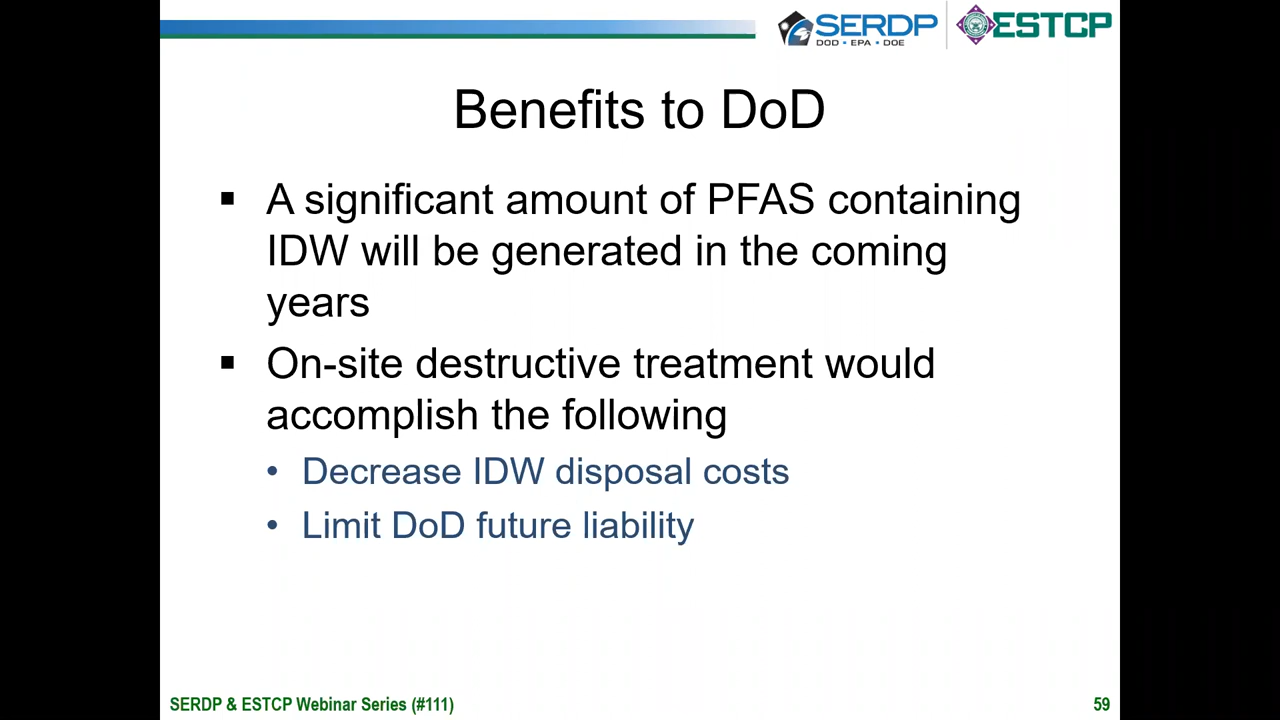 SERDP
DOD • EPA • DOE
ESTCP
Benefits to DoD
▪ A significant amount of PFAS containing
IDW will be generated in the coming
years
▪ On-site destructive treatment would
accomplish the following
• Decrease IDW disposal costs
• Limit DoD future liability
SERDP & ESTCP Webinar Series (#111)
59